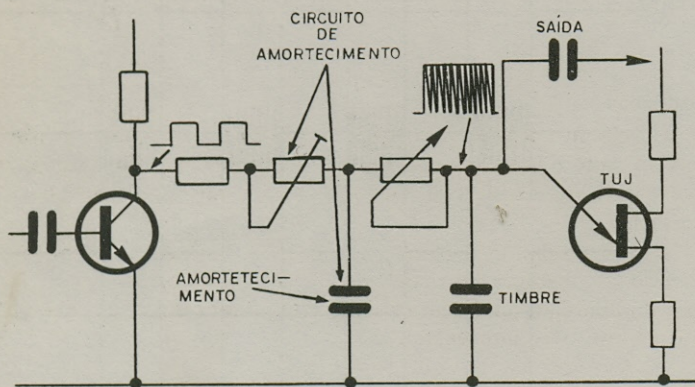 CIRCUITO
DE
AMORTECIMENTO
SAÍDA
TUJ
AMORTETECI-
MENTO
TIMBRE